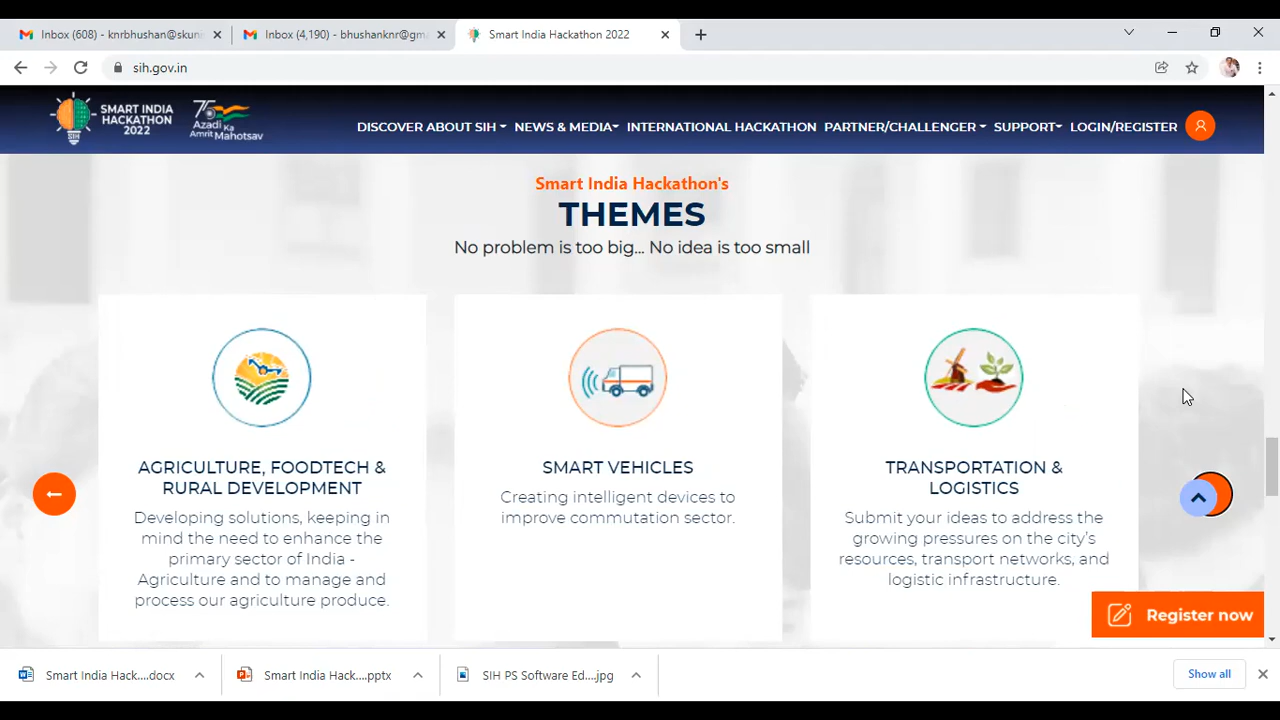 Inbox (608) - knrbhushan@skuni
Inbox (4,190) - bhushanknr@gma
Smart India Hackathon 2022
sih.gov.in
SMART INDIA
HACKATHON
2022
SIH
75
Azadi Ka
Amrit Mahotsav
DISCOVER ABOUT SIH
NEWS & MEDIA
INTERNATIONAL HACKATHON
PARTNER/CHALLENGER
SUPPORT
LOGIN/REGISTER
Smart India Hackathon's
THEMES
No problem is too big... No idea is too small
AGRICULTURE, FOODTECH &
RURAL DEVELOPMENT
Developing solutions, keeping in
mind the need to enhance the
primary sector of India -
Agriculture and to manage and
process our agriculture produce.
SMART VEHICLES
Creating intelligent devices to
improve commutation sector.
TRANSPORTATION &
LOGISTICS
Submit your ideas to address the
growing pressures on the city's
resources, transport networks, and
logistic infrastructure.
Register now
Smart India Hack....docx
Smart India Hack....pptx
SIH PS Software Ed....jpg
Show all